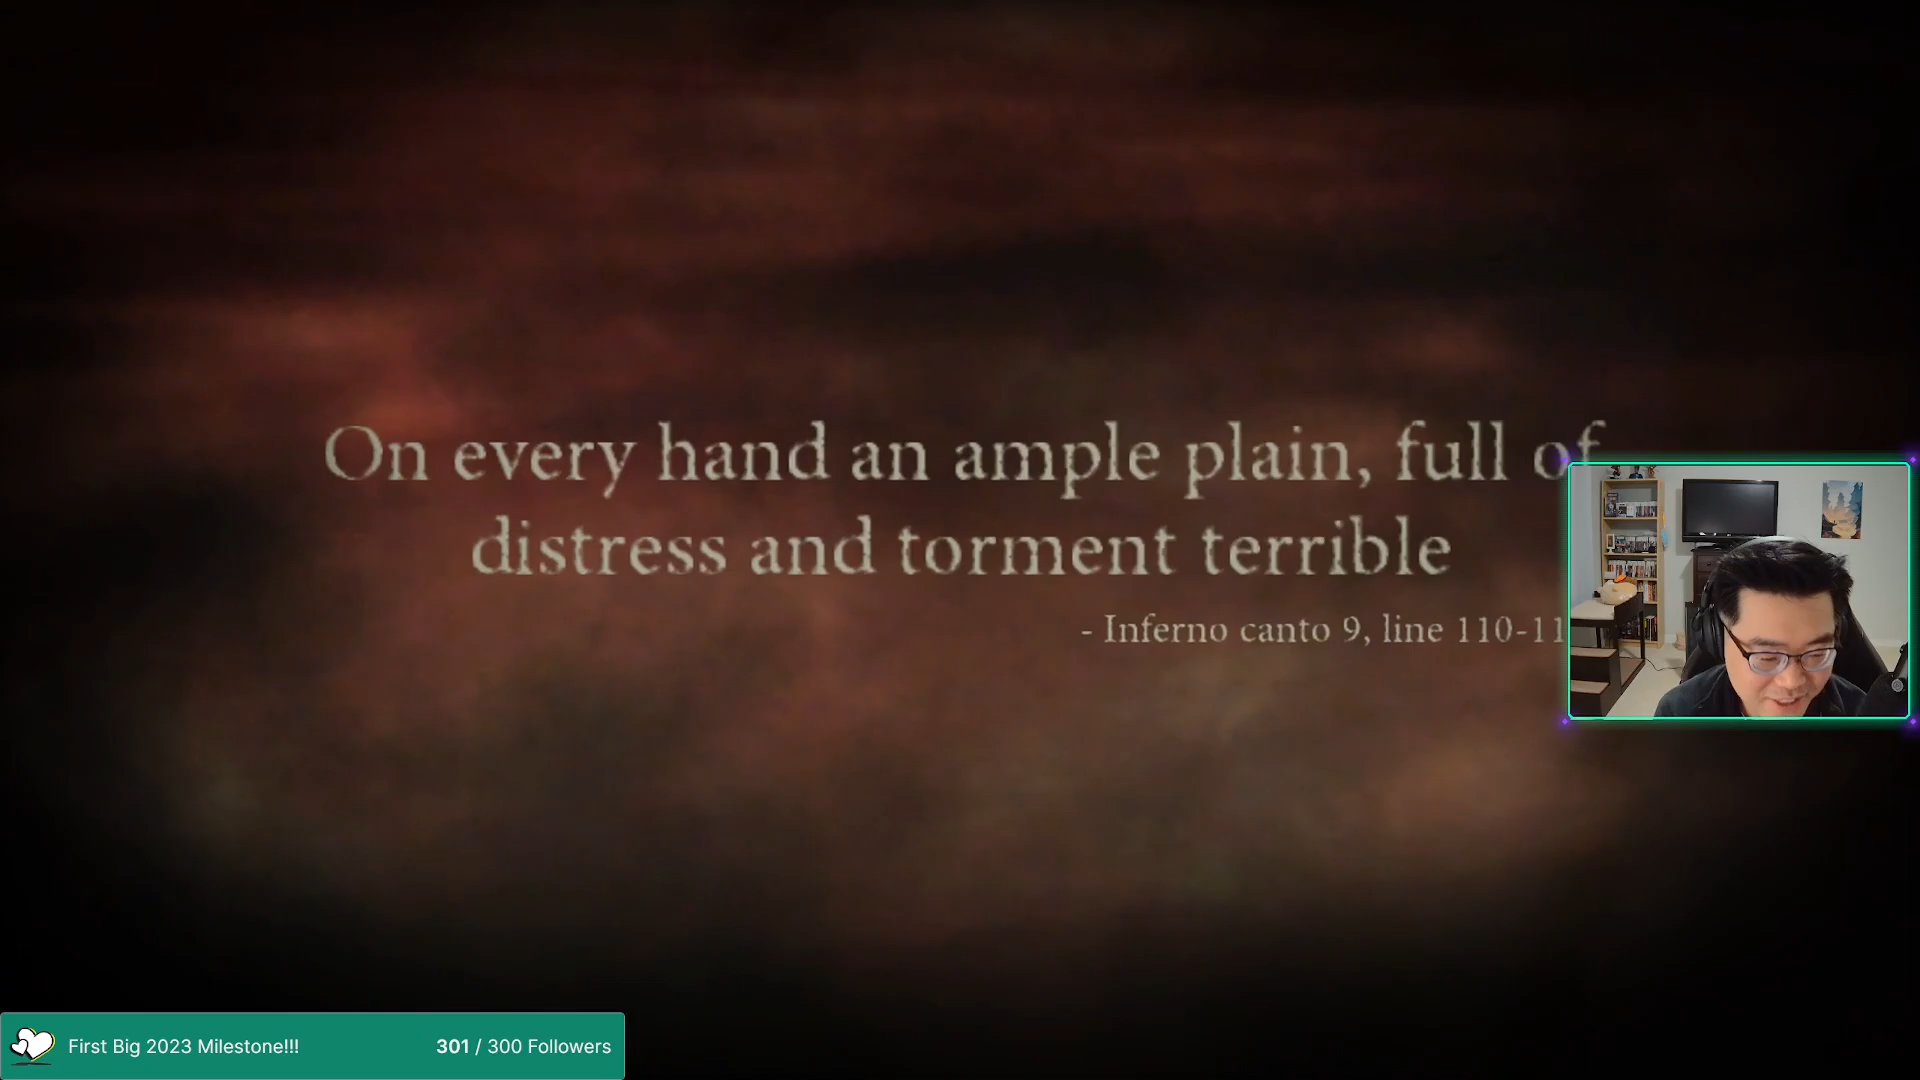 On every hand an ample plain, full of
distress and torment terrible
- Inferno canto 9, line 110-11
First Big 2023 Milestone!!!
301 / 300 Followers